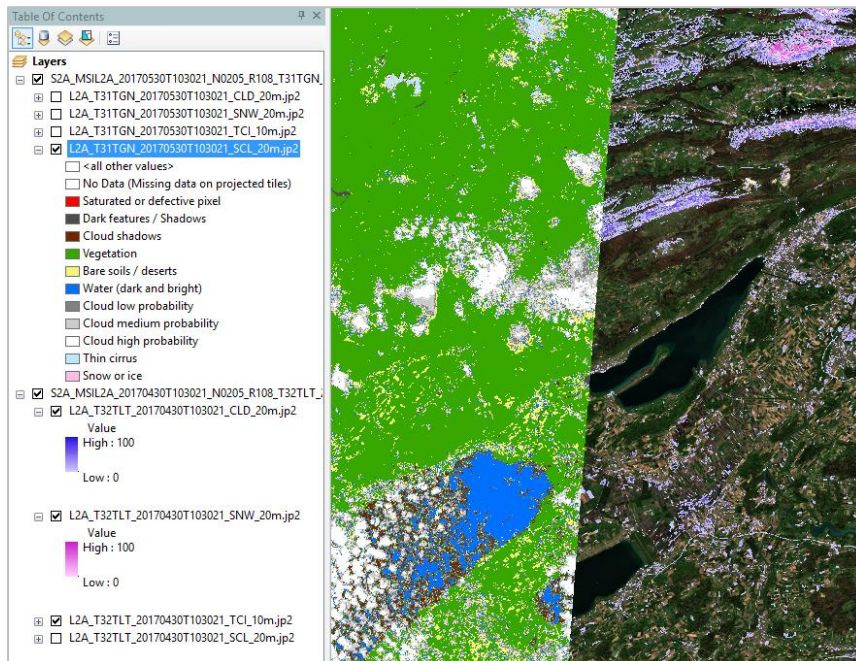 Table Of Contents
Layers
S2A_MSIL2A_20170530T103021_N0205_R108_T31TGN_
L2A_T31TGN_20170530T103021_CLD_20m.jp2
L2A_T31TGN_20170530T103021_SNW_20m.jp2
L2A_T31TGN_20170530T103021_TCI_10m.jp2
L2A_T31TGN_20170530T103021_SCL_20m.jp2
<all other values>
No Data (Missing data on projected tiles)
Saturated or defective pixel
Dark features / Shadows
Cloud shadows
Vegetation
Bare soils / deserts
Water (dark and bright)
Cloud low probability
Cloud medium probability
Cloud high probability
Thin cirrus
Snow or ice
S2A_MSIL2A_20170430T103021_N0205_R108_T32TLT_
L2A_T32TLT_20170430T103021_CLD_20m.jp2
Value
High : 100
Low : 0
L2A_T32TLT_20170430T103021_SNW_20m.jp2
Value
High : 100
Low : 0
L2A_T32TLT_20170430T103021_TCI_10m.jp2
L2A_T32TLT_20170430T103021_SCL_20m.jp2